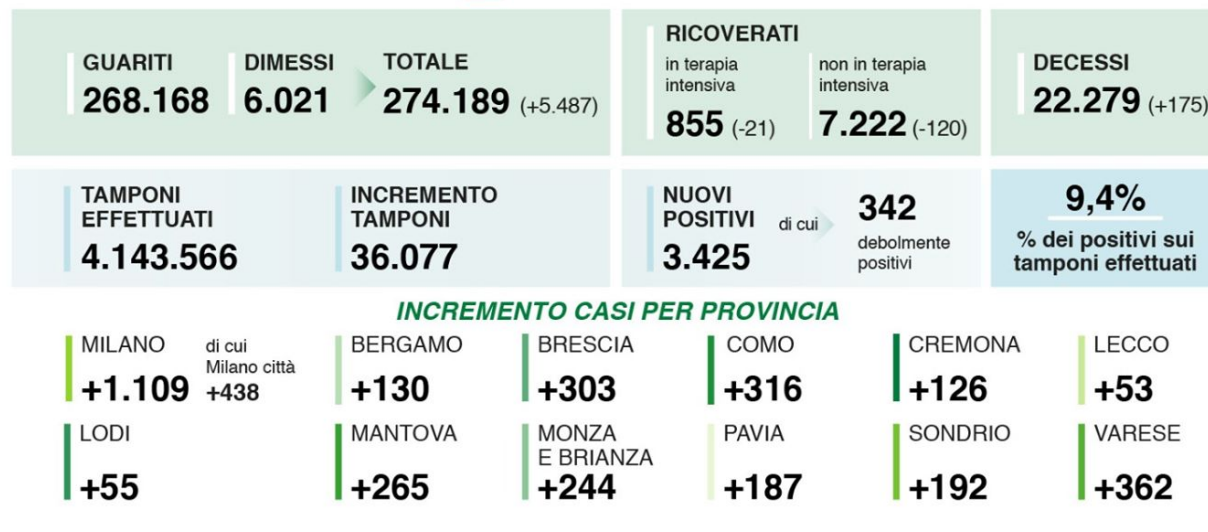 GUARITI
268.168
DIMESSI
6.021
TOTALE
274.189 (+5.487)
RICOVERATI
in terapia
intensiva
855 (-21)
non in terapia
intensiva
7.222 (-120)
DECESSI
22.279 (+175)
TAMPONI
EFFETTUATI
4.143.566
INCREMENTO
TAMPONI
36.077
NUOVI
POSITIVI
3.425
di cui
342
debolmente
positivi
9,4%
% dei positivi sui
tamponi effettuati
INCREMENTO CASI PER PROVINCIA
MILANO
+1.109
di cui
Milano città
+438
BERGAMO
+130
BRESCIA
+303
COMO
+316
CREMONA
+126
LECCO
+53
LODI
+55
MANTOVA
+265
MONZA
E BRIANZA
+244
PAVIA
+187
SONDRIO
+192
VARESE
+362